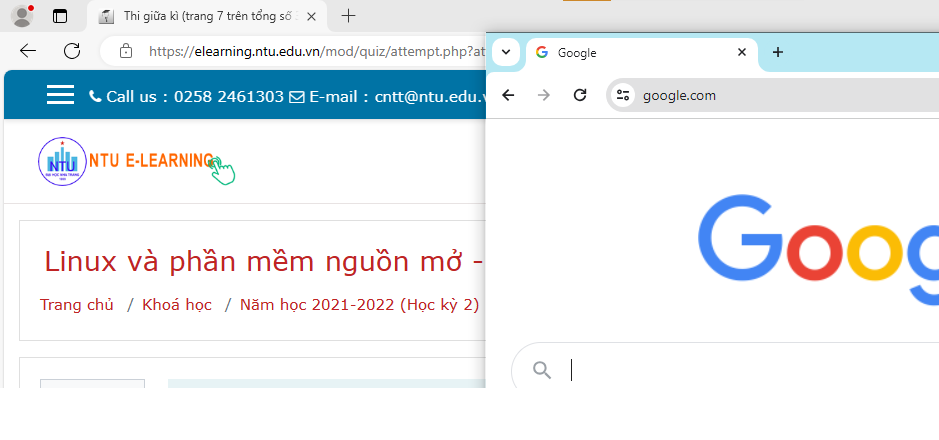 Thi giữa kì (trang 7 trên tổng số
https://elearning.ntu.edu.vn/mod/quiz/attempt.php?at
Call us : 0258 2461303 E-mail : cntt@ntu.edu.v
NTU
NTU E-LEARNING
Linux và phần mềm nguồn mở -
Trang chủ / Khoá học / Năm học 2021-2022 (Học kỳ 2)
Google
google.com
Goog